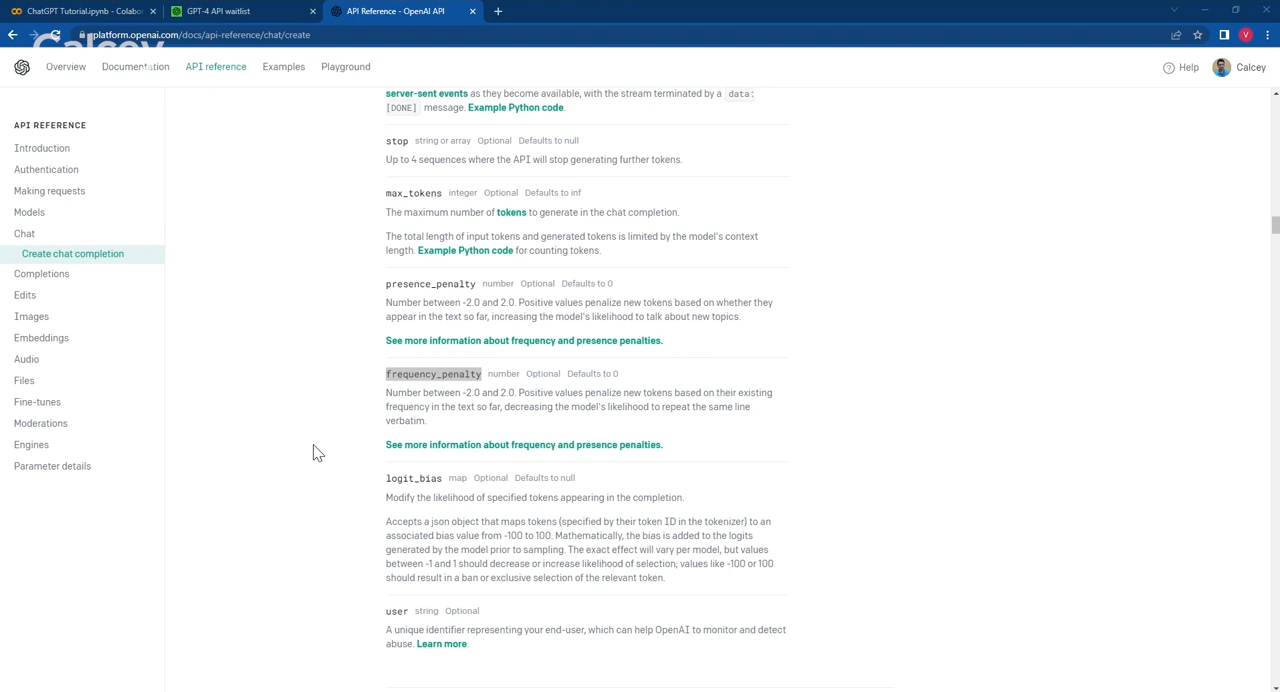 ChatGPT Tutorial.ipynb - Colabo
GPT-4 API waitlist
API Reference - OpenAI API
platform.openai.com/docs/api-reference/chat/create
Calcey
Overview Documentation API reference Examples Playground Help Calcey
server-sent events as they become available, with the stream terminated by a data:
[DONE] message. Example Python code.
API REFERENCE
Introduction
Authentication
Making requests
Models
Chat
Create chat completion
Completions
Edits
Images
Embeddings
Audio
Files
Fine-tunes
Moderations
Engines
Parameter details
stop string or array Optional Defaults to null
Up to 4 sequences where the API will stop generating further tokens.
max_tokens integer Optional Defaults to inf
The maximum number of tokens to generate in the chat completion.
The total length of input tokens and generated tokens is limited by the model's context
length. Example Python code for counting tokens.
presence_penalty number Optional Defaults to 0
Number between -2.0 and 2.0. Positive values penalize new tokens based on whether they
appear in the text so far, increasing the model's likelihood to talk about new topics.
See more information about frequency and presence penalties.
frequency_penalty number Optional Defaults to 0
Number between -2.0 and 2.0. Positive values penalize new tokens based on their existing
frequency in the text so far, decreasing the model's likelihood to repeat the same line
verbatim.
See more information about frequency and presence penalties.
logit_bias map Optional Defaults to null
Modify the likelihood of specified tokens appearing in the completion.
Accepts a json object that maps tokens (specified by their token ID in the tokenizer) to an
associated bias value from -100 to 100. Mathematically, the bias is added to the logits
generated by the model prior to sampling. The exact effect will vary per model, but values
between -1 and 1 should decrease or increase likelihood of selection; values like -100 or 100
should result in a ban or exclusive selection of the relevant token.
user string Optional
A unique identifier representing your end-user, which can help OpenAI to monitor and detect
abuse. Learn more.